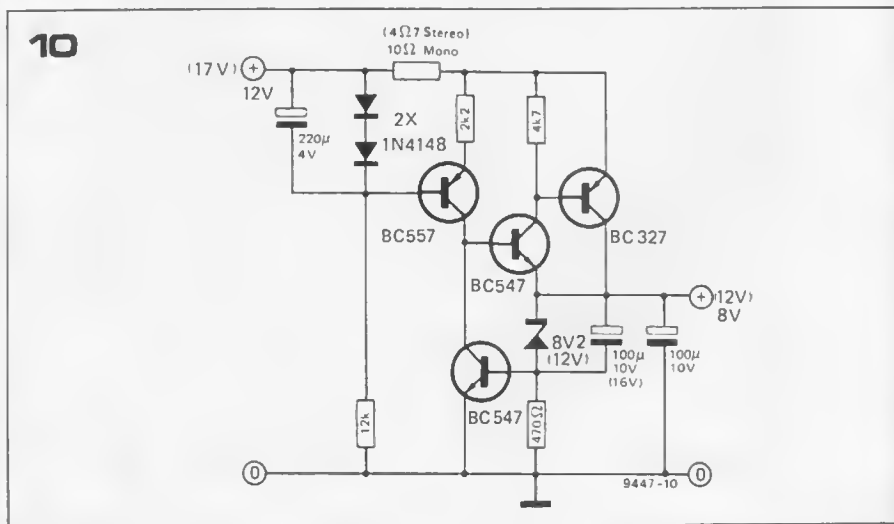 10
(4Ω7 Stereo)
10Ω Mono
(17V) +
12V
220µ
4V
2X
1N4148
2k2
4k7
BC557
BC547
BC327
+ (12V)
8V
8V2
(12V)
100µ
10V
(16V)
100µ
10V
BC547
12k
470Ω
0
9447-10
0